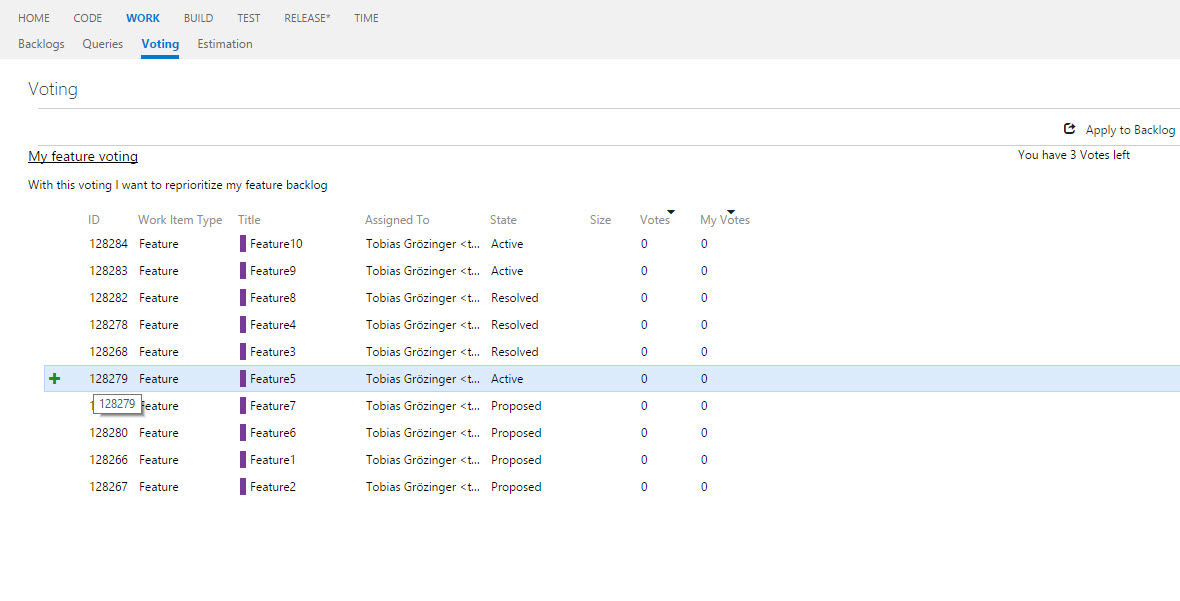 HOME CODE WORK BUILD TEST RELEASE* TIME
Backlogs Queries Voting Estimation
Voting
Apply to Backlog
My feature voting You have 3 Votes left
With this voting I want to reprioritize my feature backlog
ID Work Item Type Title Assigned To State Size Votes My Votes
128284 Feature Feature10 Tobias Grözinger <t... Active 0 0
128283 Feature Feature9 Tobias Grözinger <t... Active 0 0
128282 Feature Feature8 Tobias Grözinger <t... Resolved 0 0
128278 Feature Feature4 Tobias Grözinger <t... Resolved 0 0
128268 Feature Feature3 Tobias Grözinger <t... Resolved 0 0
128279 Feature Feature5 Tobias Grözinger <t... Active 0 0
128279
Feature Feature7 Tobias Grözinger <t... Proposed 0 0
128280 Feature Feature6 Tobias Grözinger <t... Proposed 0 0
128266 Feature Feature1 Tobias Grözinger <t... Proposed 0 0
128267 Feature Feature2 Tobias Grözinger <t... Proposed 0 0